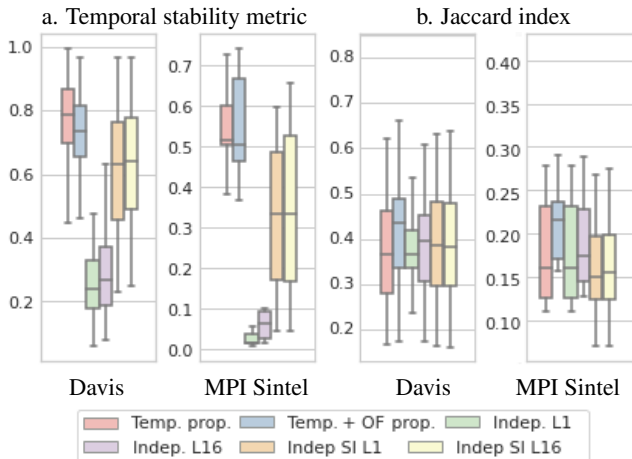 a. Temporal stability metric
b. Jaccard index
1.0
0.8
0.6
0.4
0.2
0.7
0.6
0.5
0.4
0.3
0.2
0.1
0.0
0.8
0.7
0.6
0.5
0.4
0.3
0.2
0.40
0.35
0.30
0.25
0.20
0.15
0.10
Davis
MPI Sintel
Davis
MPI Sintel
Temp. prop.
Temp. + OF prop.
Indep. L1
Indep. L16
Indep SI L1
Indep SI L16